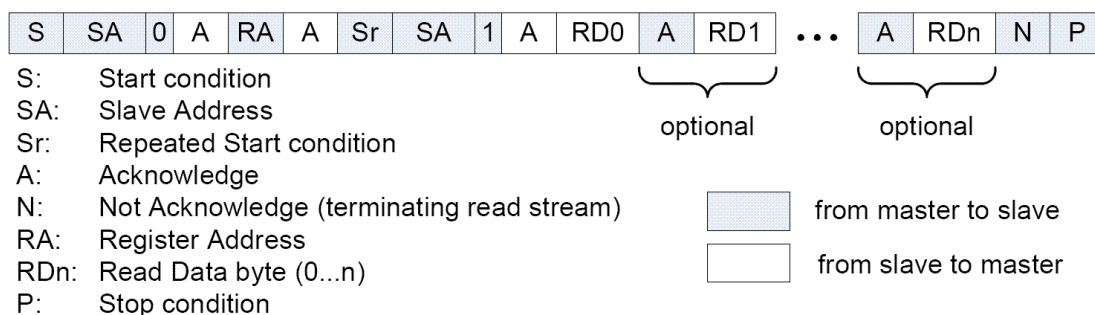 S SA 0 A RA A Sr SA 1 A RD0 A RD1 ••• A RDn N P
S: Start condition
SA: Slave Address
optional optional
Sr: Repeated Start condition
A: Acknowledge
N: Not Acknowledge (terminating read stream)
from master to slave
RA: Register Address
RDn: Read Data byte (0...n)
from slave to master
P: Stop condition